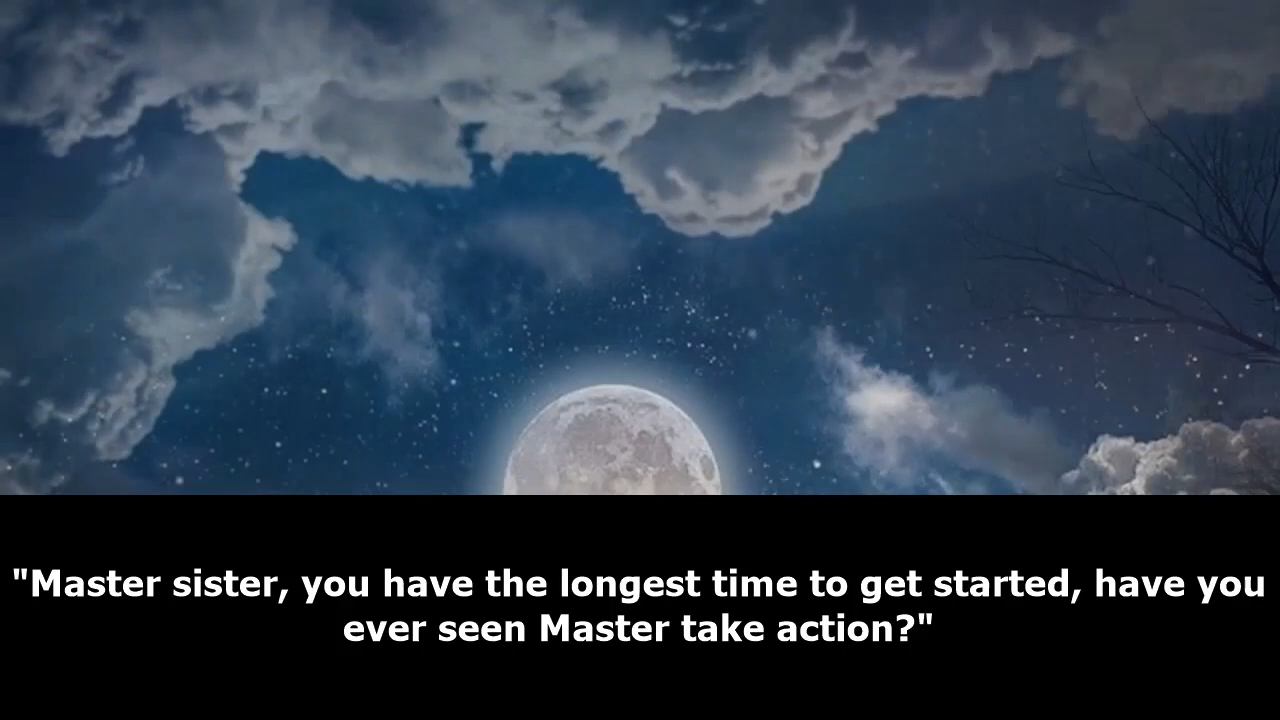 "Master sister, you have the longest time to get started, have you
ever seen Master take action?"